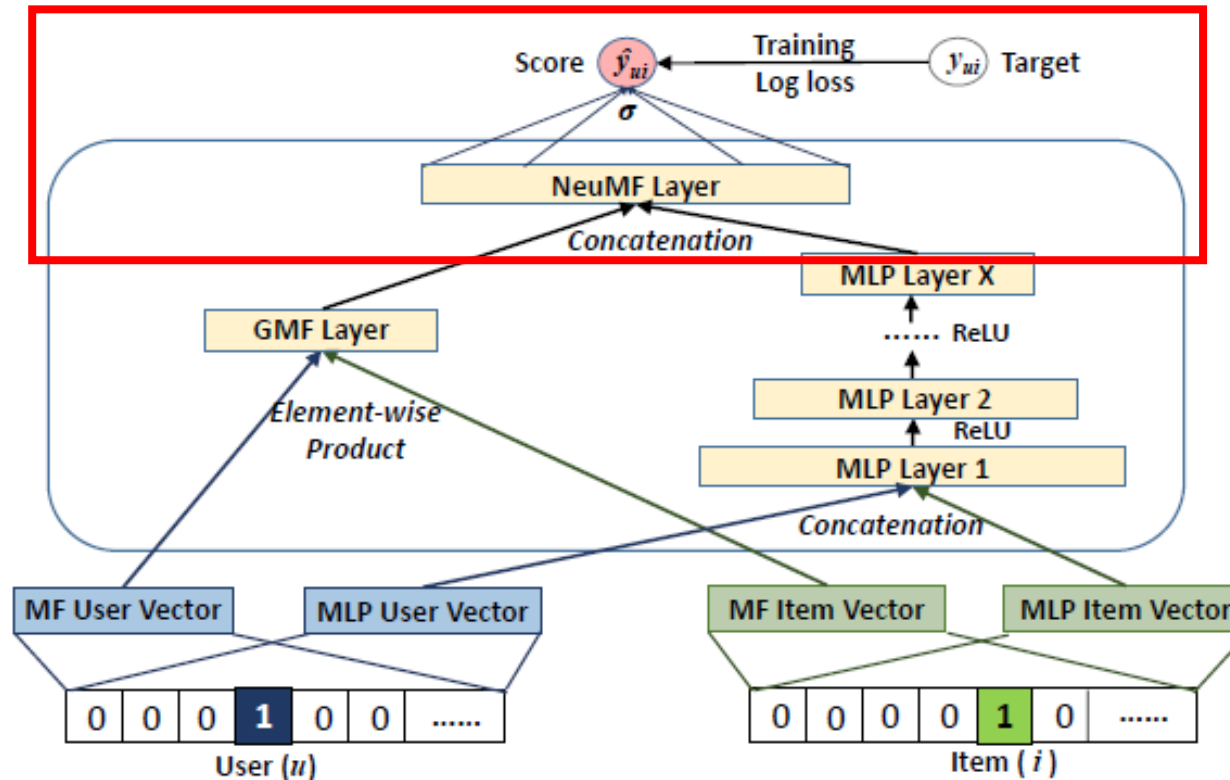 Score ŷui Training yui Target
Log loss
σ
NeuMF Layer
Concatenation
MLP Layer X
GMF Layer
...... ReLU
Element-wise
Product
MLP Layer 2
ReLU
MLP Layer 1
Concatenation
MF User Vector MLP User Vector MF Item Vector MLP Item Vector
0 0 0 1 0 0 ...... 0 0 0 0 1 0 ......
User (u) Item ( i )